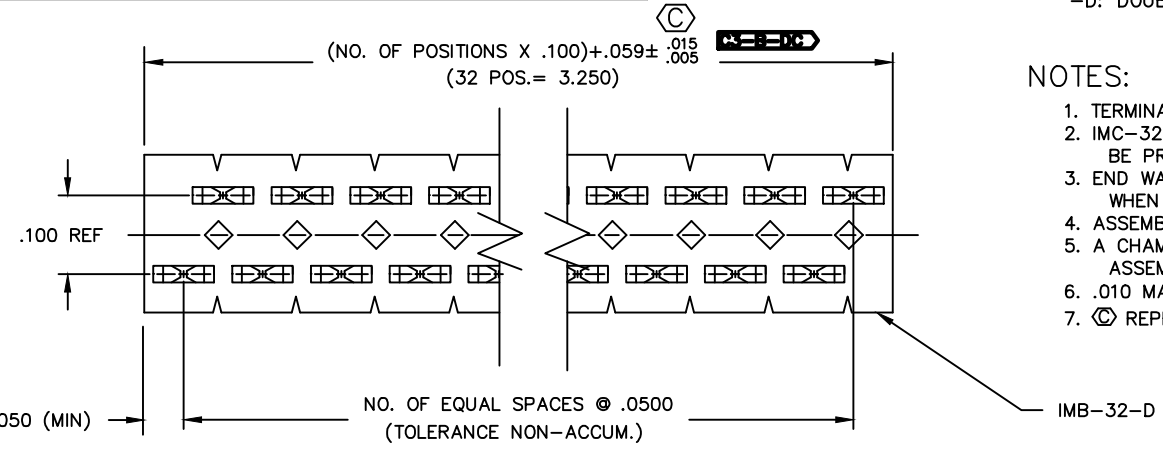 -D: DOUB
C
(NO. OF POSITIONS X .100)+.059± .015 .005
C3-B-DC
(32 POS.= 3.250)
NOTES:
1. TERMINA
2. IMC-32
BE PR
3. END WA
WHEN
4. ASSEMB
5. A CHAM
ASSEM
6. .010 MA
7. C REP
.100 REF
050 (MIN)
NO. OF EQUAL SPACES @ .0500
(TOLERANCE NON-ACCUM.)
IMB-32-D